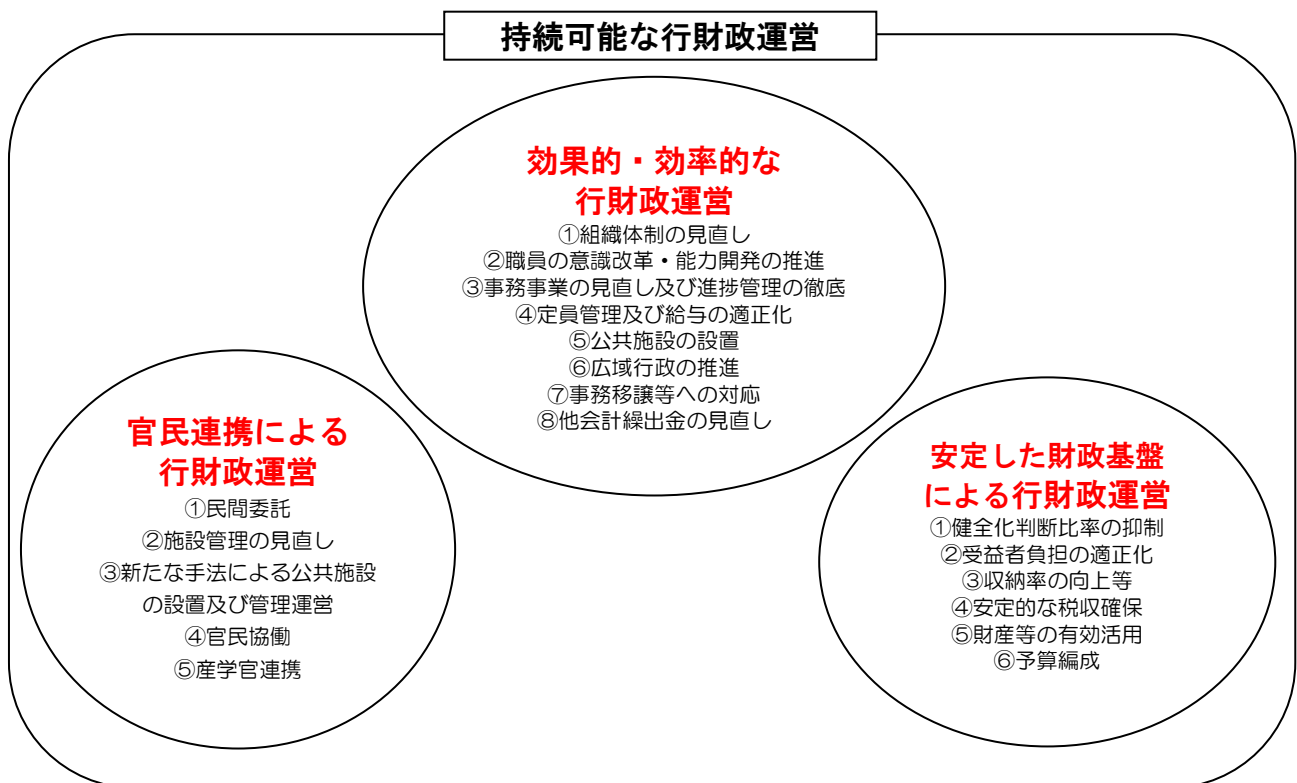 持続可能な行財政運営
効果的・効率的な
行財政運営
①組織体制の見直し
②職員の意識改革・能力開発の推進
③事務事業の見直し及び進捗管理の徹底
④定員管理及び給与の適正化
⑤公共施設の設置
⑥広域行政の推進
⑦事務移譲等への対応
⑧他会計繰出金の見直し
官民連携による
行財政運営
①民間委託
②施設管理の見直し
③新たな手法による公共施設
の設置及び管理運営
④官民協働
⑤産学官連携
安定した財政基盤
による行財政運営
①健全化判断比率の抑制
②受益者負担の適正化
③収納率の向上等
④安定的な税収確保
⑤財産等の有効活用
⑥予算編成